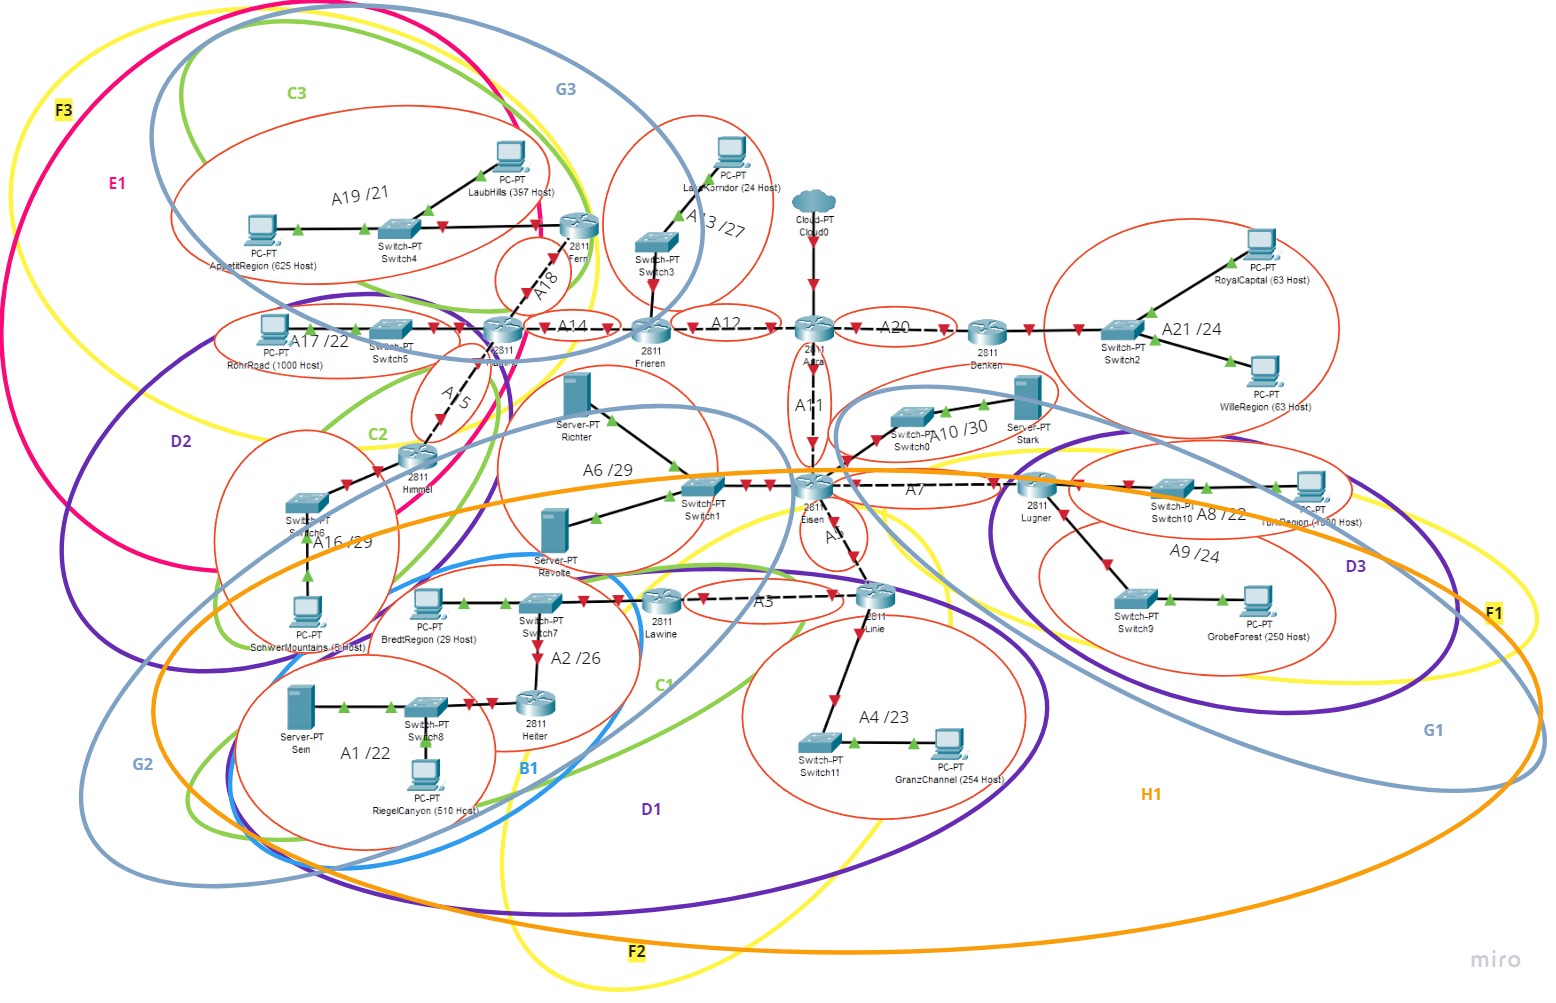 F3
C3
G3
E1
PC-PT
LaubHills (397 Host)
A19 /21
PC-PT
AppetitRegion (625 Host)
Switch-PT
Switch4
2811
Fern
A18
PC-PT
A13 /27
Switch-PT
Switch3
Cloud-PT
Cloud0
PC-PT
RoyalCapital (63 Host)
A17 /22
PC-PT
RohrRoad (1000 Host)
Switch-PT
Switch5
2811
A14
2811
Frieren
A12
2811
A20
2811
Denken
A21 /24
Switch-PT
Switch2
PC-PT
WilleRegion (63 Host)
D2
C2
2811
Himmel
Server-PT
Richter
A11
Switch-PT
Switch0
A10 /30
Server-PT
Stark
A6 /29
Switch-PT
Switch1
2811
Eisen
A7
2811
Lugner
Switch-PT
Switch10
A8 /22
PC-PT
Switch-PT
Switch6
A16 /29
Server-PT
Revolte
A5
A9 /24
D3
F1
PC-PT
SchwerMountains (5 Host)
PC-PT
BredtRegion (29 Host)
Switch-PT
Switch7
2811
Lawine
A3
2811
Linie
Switch-PT
Switch9
PC-PT
GrobeForest (250 Host)
A2 /26
C1
Server-PT
Sein
Switch-PT
Switch8
2811
Heiter
A4 /23
G1
A1 /22
G2
B1
PC-PT
RiegelCanyon (510 Host)
Switch-PT
Switch11
PC-PT
GranzChannel (254 Host)
H1
D1
F2
miro